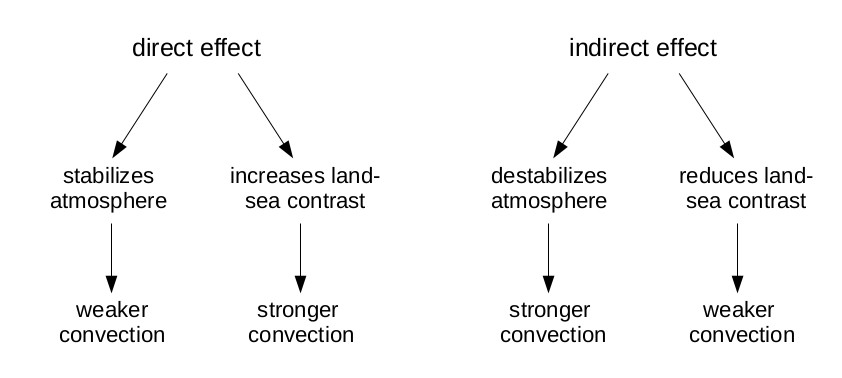 direct effect
indirect effect
stabilizes
atmosphere
increases land-
sea contrast
destabilizes
atmosphere
reduces land-
sea contrast
weaker
convection
stronger
convection
stronger
convection
weaker
convection